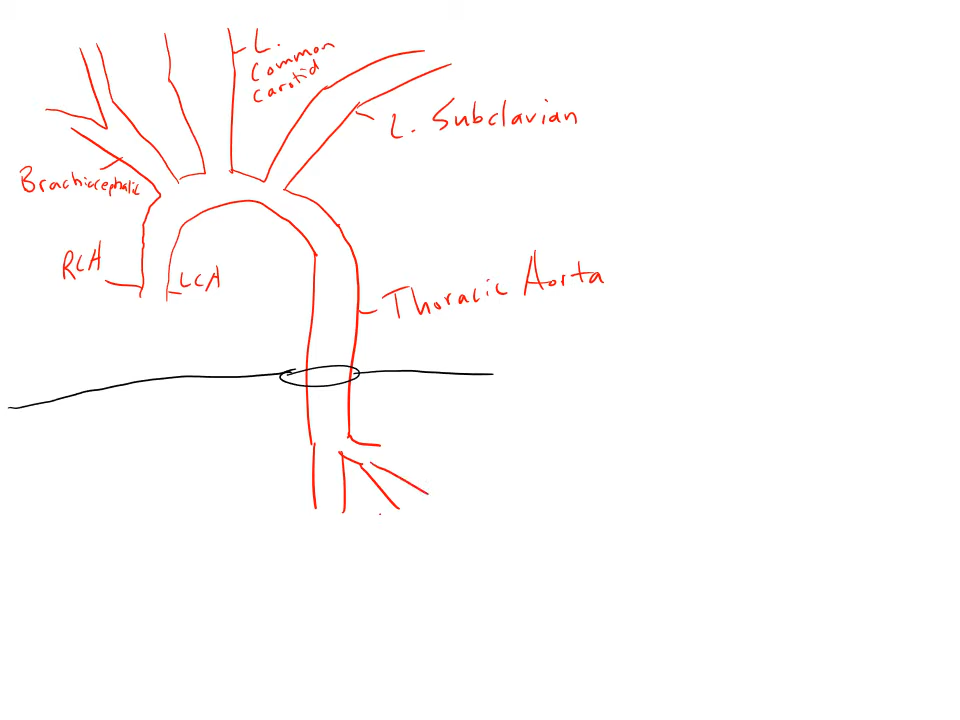 L.
Common
Carotid
L. Subclavian
Brachiocephalic
RCA
LCA
Thoracic Aorta